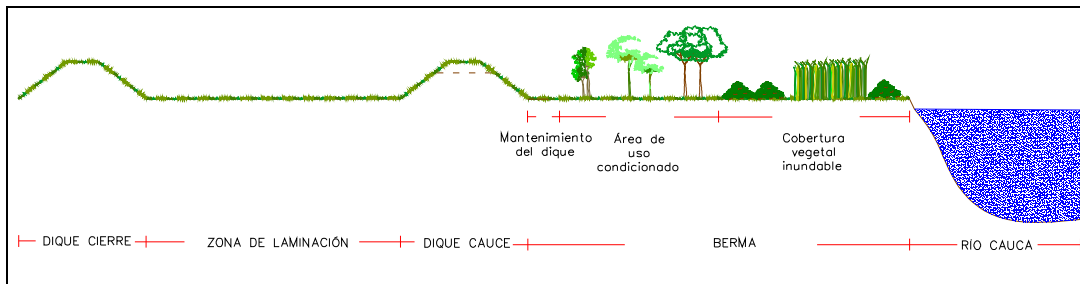 Mantenimiento
del dique
Área de
uso
condicionado
Cobertura
vegetal
inundable
DIQUE CIERRE
ZONA DE LAMINACIÓN
DIQUE CAUCE
BERMA
RÍO CAUCA